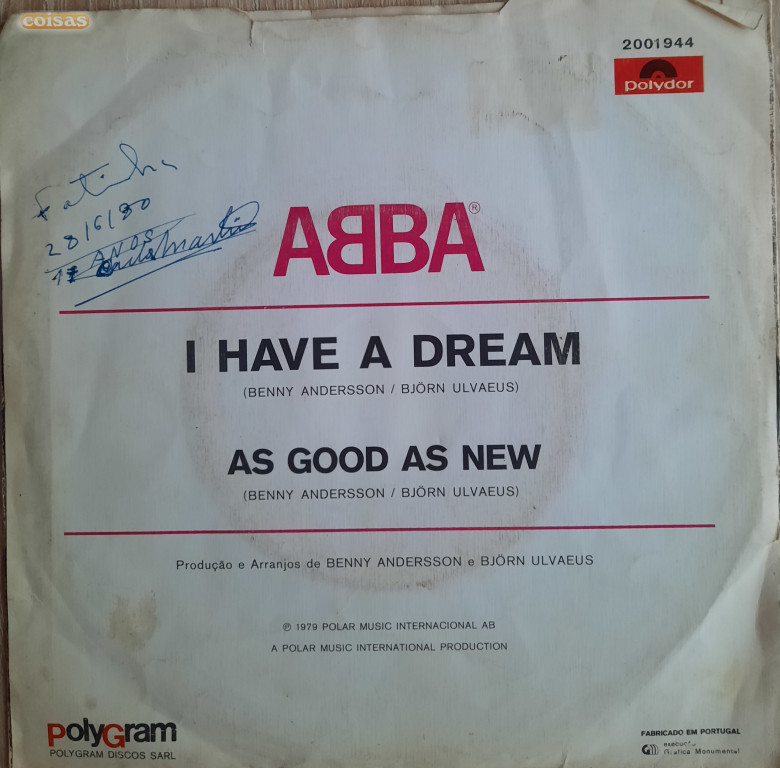 coisas
2001944
polydor
Fatinha
28/6/80
ANOS
ABBA®
I HAVE A DREAM
(BENNY ANDERSSON / BJÖRN ULVAEUS)
AS GOOD AS NEW
(BENNY ANDERSSON / BJÖRN ULVAEUS)
Produção e Arranjos de BENNY ANDERSSON e BJÖRN ULVAEUS
℗ 1979 POLAR MUSIC INTERNACIONAL AB
A POLAR MUSIC INTERNATIONAL PRODUCTION
PolyGram
POLYGRAM DISCOS SARL
FABRICADO EM PORTUGAL
Gráfica Monumental